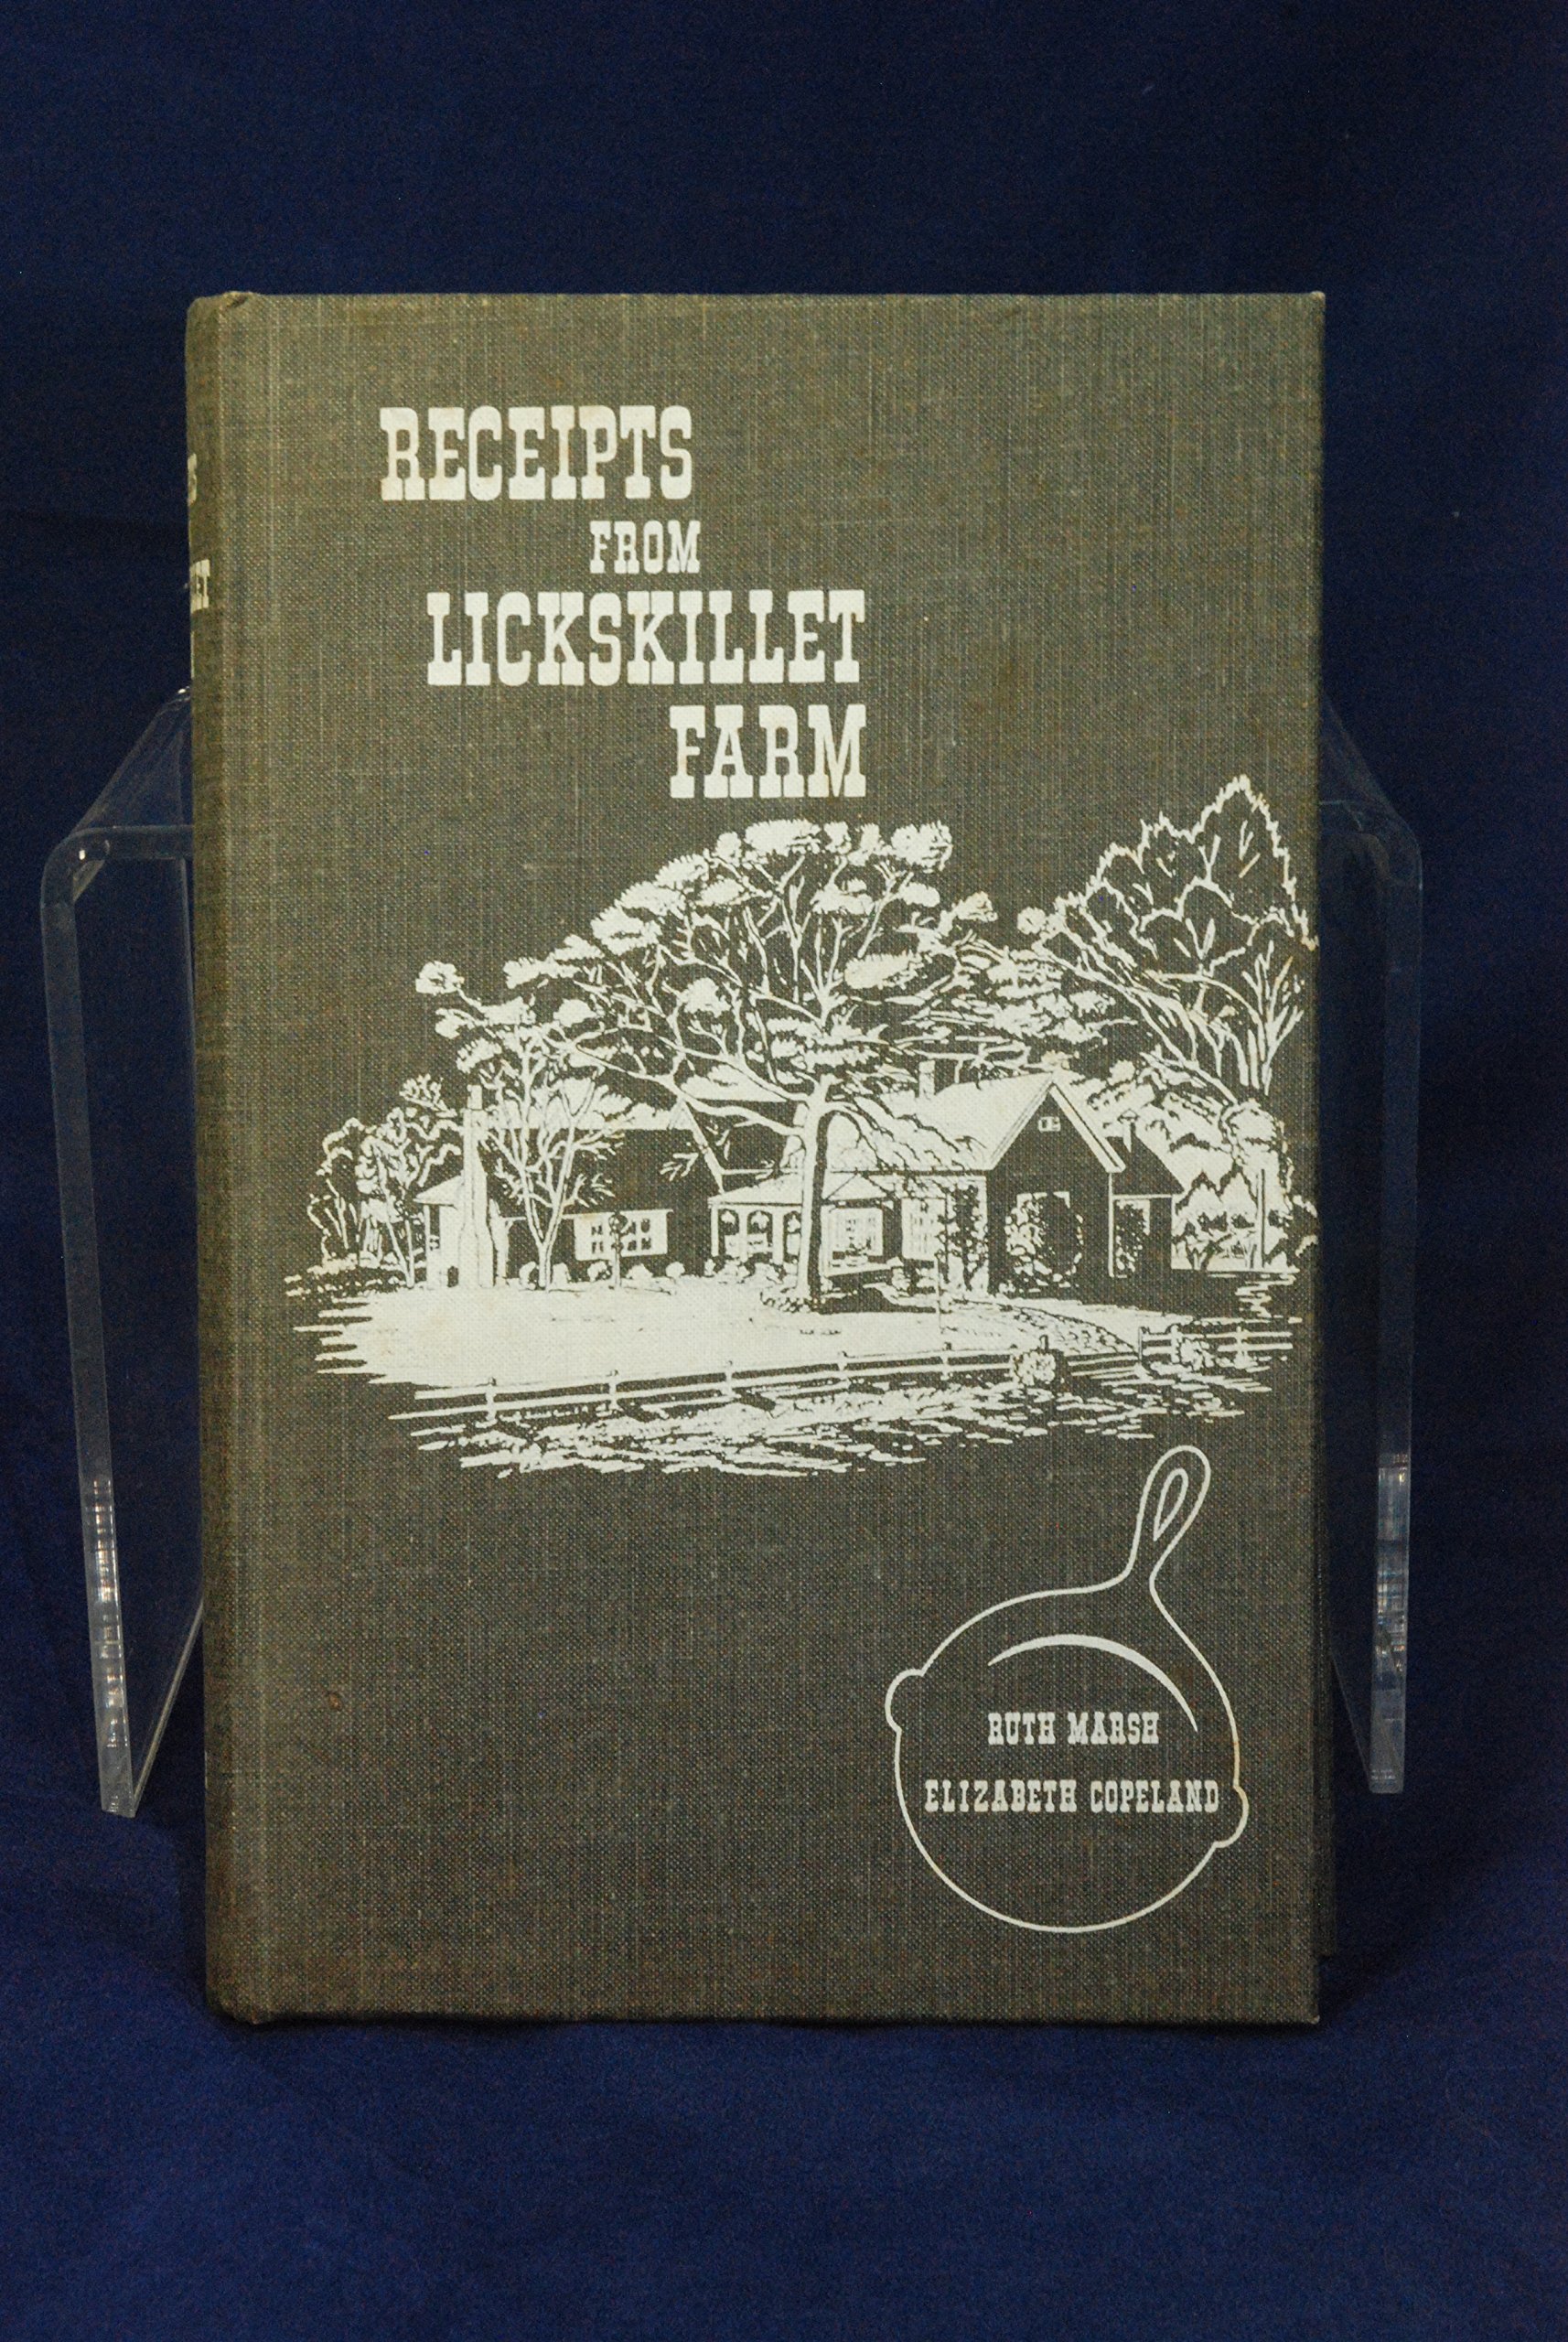 RECEIPTS
FROM
LICKSKILLET
FARM
RUTH MARSH
ELIZABETH COPELAND